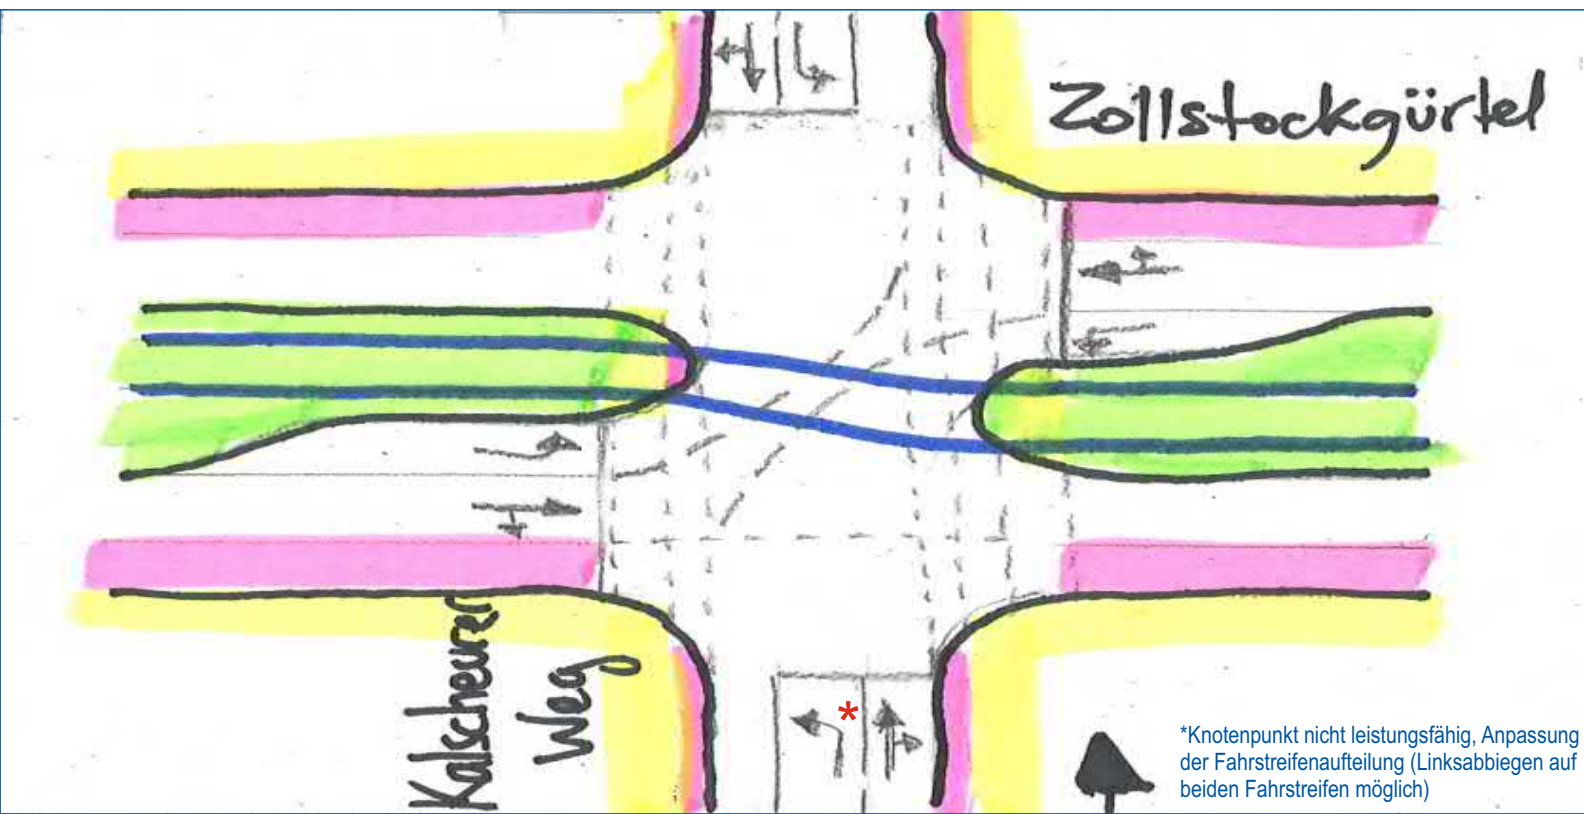 Zollstockgürtel
Kalscheurer
Weg
*
*Knotenpunkt nicht leistungsfähig, Anpassung
der Fahrstreifenaufteilung (Linksabbiegen auf
beiden Fahrstreifen möglich)